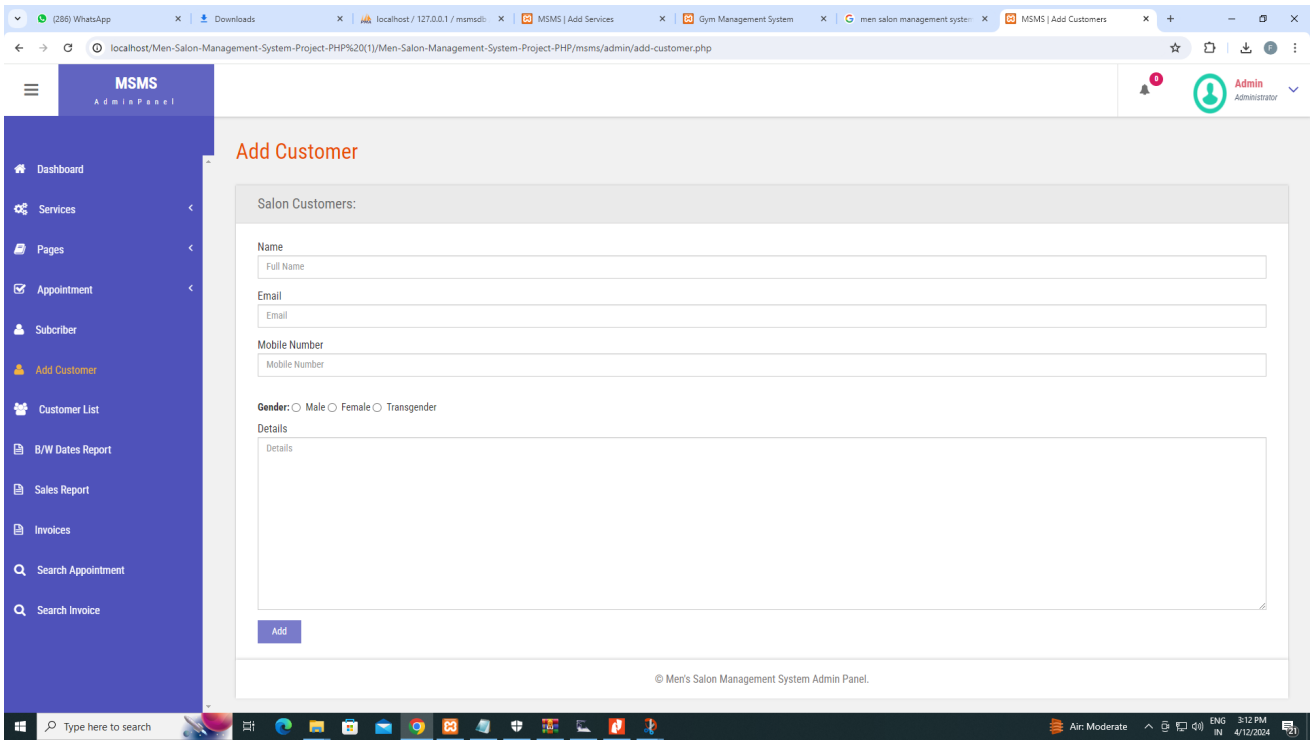 (286) WhatsApp
Downloads
localhost / 127.0.0.1 / msmsdb
MSMS | Add Services
Gym Management System
men salon management system
MSMS | Add Customers
localhost/Men-Salon-Management-System-Project-PHP%20(1)/Men-Salon-Management-System-Project-PHP/msms/admin/add-customer.php
F
MSMS
AdminPanel
0
Admin
Administrator
Add Customer
Dashboard
Services
Pages
Appointment
Subcriber
Add Customer
Customer List
B/W Dates Report
Sales Report
Invoices
Search Appointment
Search Invoice
Salon Customers:
Name
Full Name
Email
Email
Mobile Number
Mobile Number
Gender: Male Female Transgender
Details
Details
Add
© Men's Salon Management System Admin Panel.
Type here to search
Air: Moderate
ENG
IN
3:12 PM
4/12/2024
21